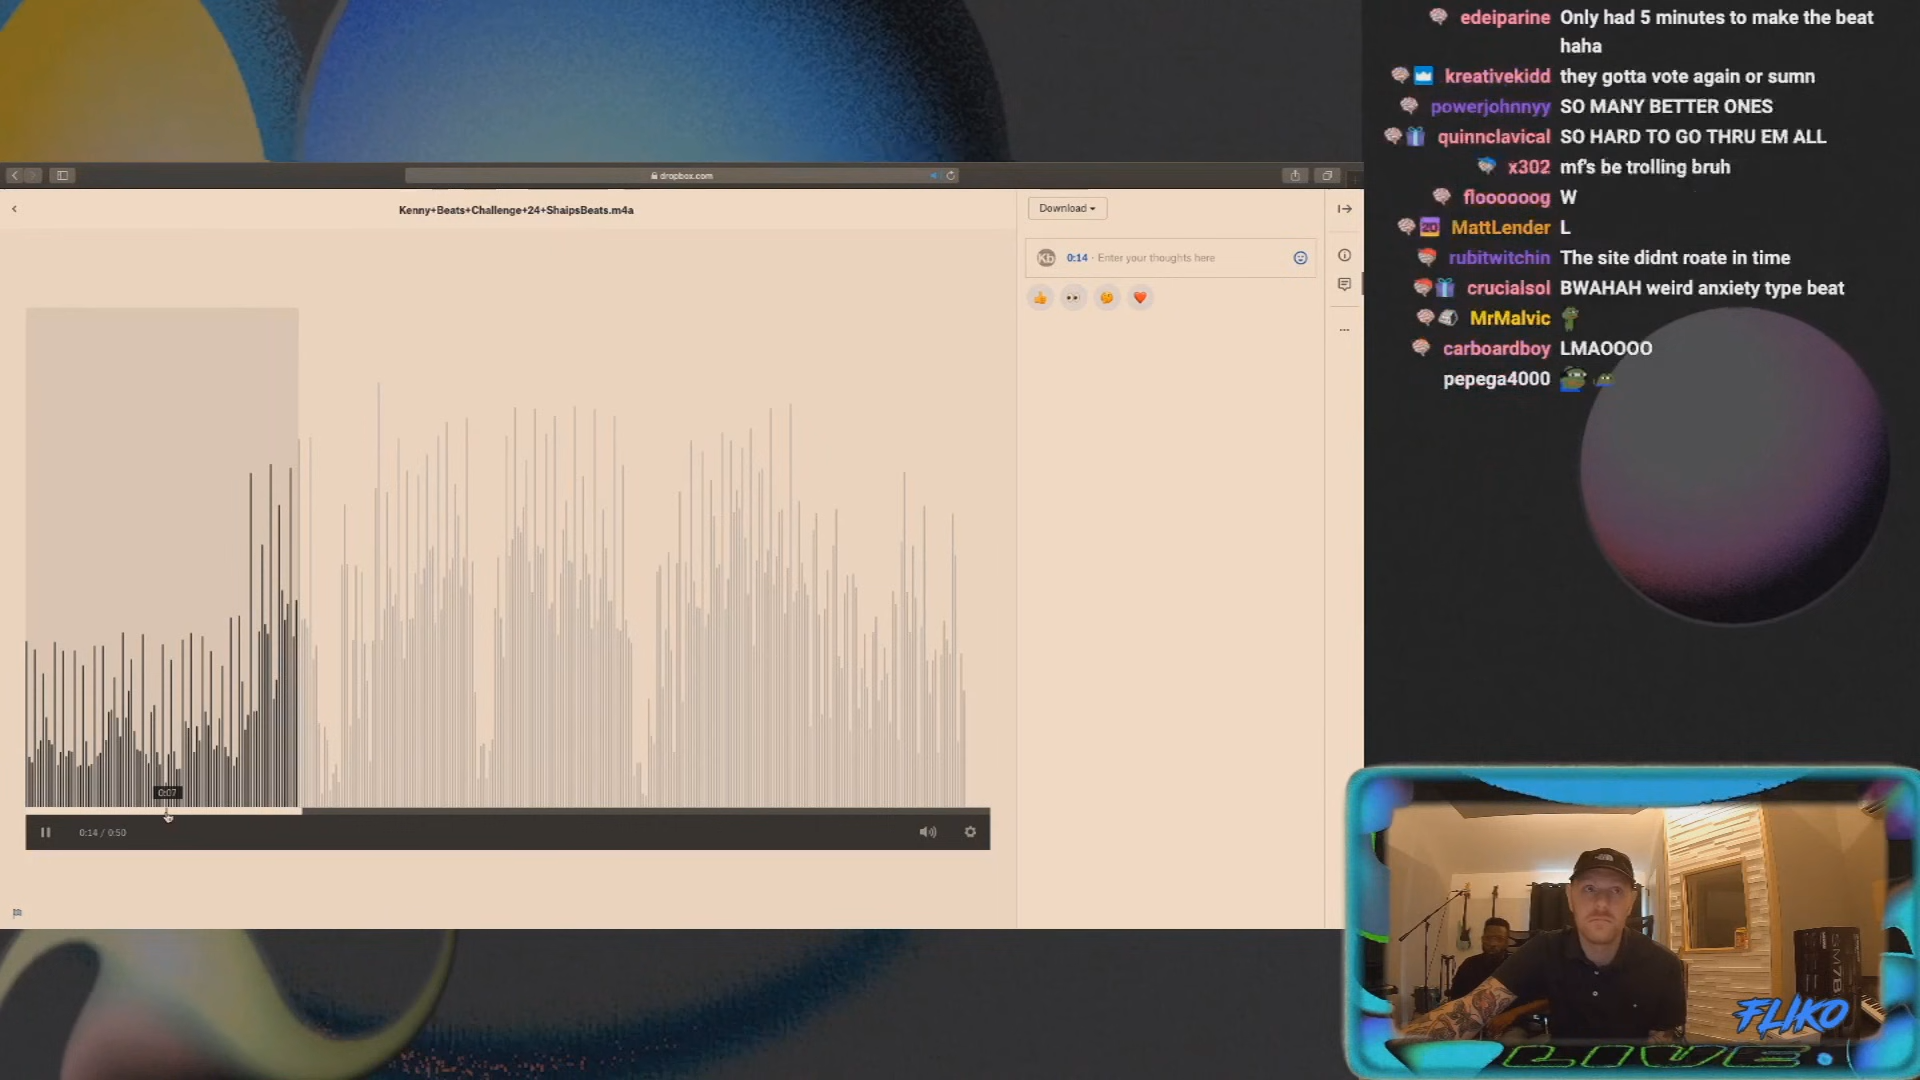 dropbox.com
Kenny+Beats+Challenge+24+ShaipsBeats.m4a
Download
Kb 0:14 - Enter your thoughts here
0:07
0:14 / 0:50
edeiparine Only had 5 minutes to make the beat
haha
kreativekidd they gotta vote again or sumn
powerjohnnyy SO MANY BETTER ONES
quinnclavical SO HARD TO GO THRU EM ALL
x302 mf's be trolling bruh
floooooog W
20 MattLender L
rubitwitchin The site didnt roate in time
crucialsol BWAHAH weird anxiety type beat
MrMalvic
carboardboy LMAOOOO
pepega4000
SM7B
FLIKO
LIVE.